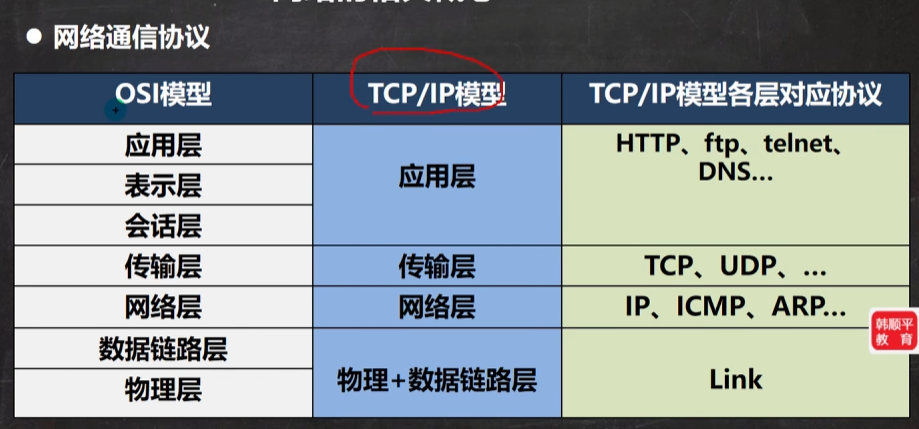 ● 网络通信协议
OSI模型 TCP/IP模型 TCP/IP模型各层对应协议
应用层 应用层 HTTP、ftp、telnet、
DNS...
表示层
会话层
传输层 传输层 TCP、UDP、...
网络层 网络层 IP、ICMP、ARP...
数据链路层 物理+数据链路层 Link
物理层
韩顺平
教育